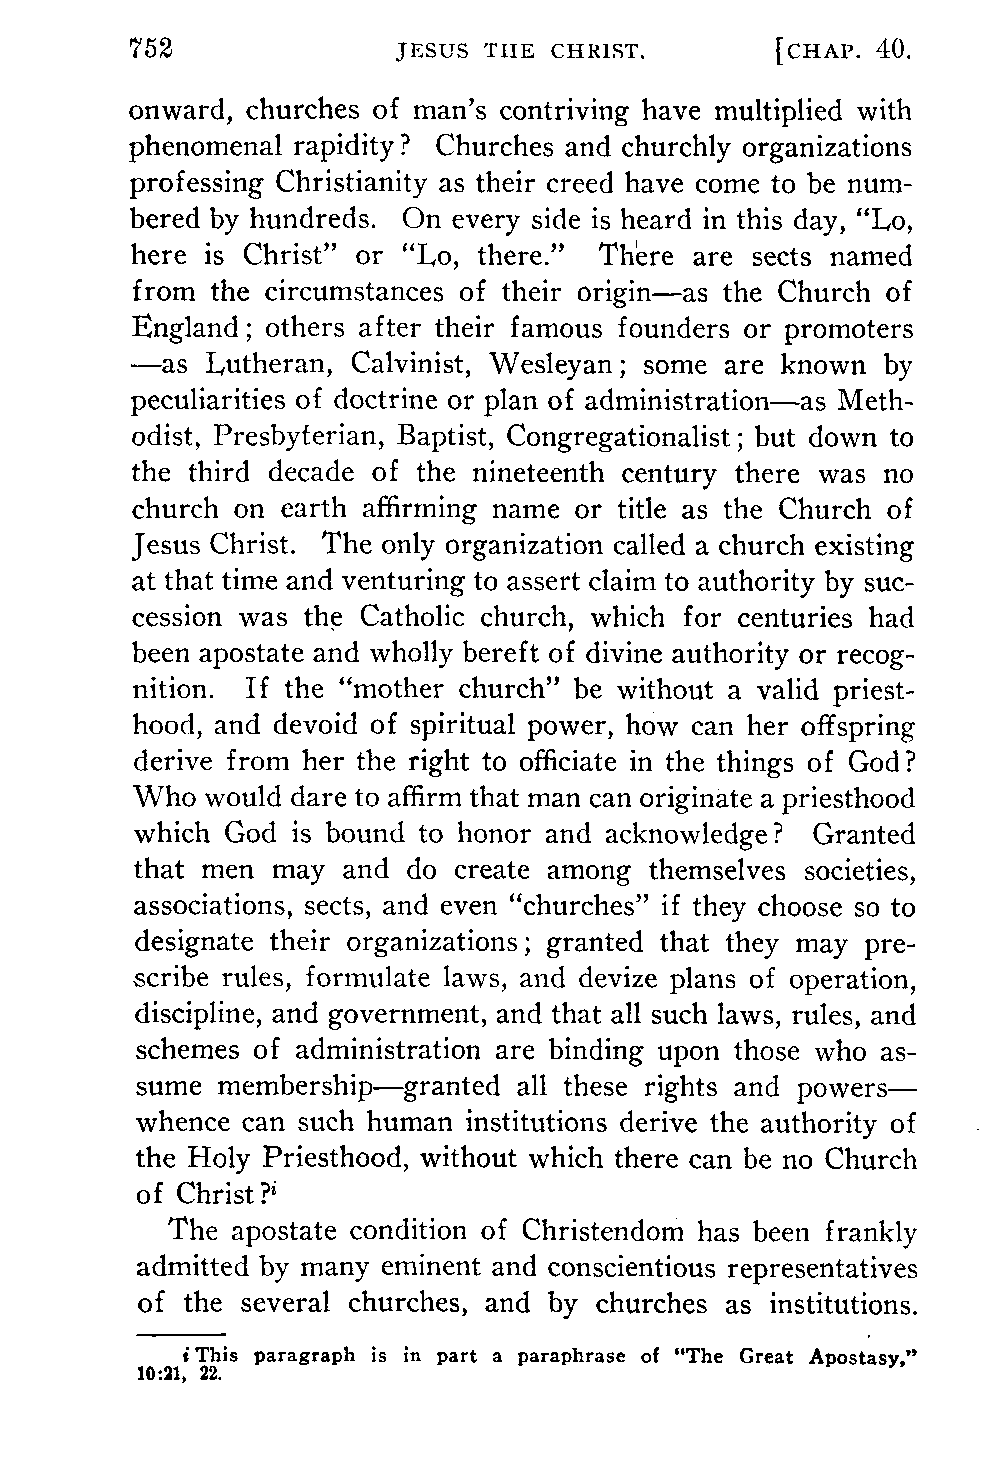 752 JESUS THE CHRIST. [CHAP. 40.
onward, churches of man's contriving have multiplied with
phenomenal rapidity? Churches and churchly organizations
professing Christianity as their creed have come to be num-
bered by hundreds. On every side is heard in this day, “Lo,
here is Christ” or “Lo, there.” There are sects named
from the circumstances of their origin—as the Church of
England; others after their famous founders or promoters
—as Lutheran, Calvinist, Wesleyan; some are known by
peculiarities of doctrine or plan of administration—as Meth-
odist, Presbyterian, Baptist, Congregationalist; but down to
the third decade of the nineteenth century there was no
church on earth affirming name or title as the Church of
Jesus Christ. The only organization called a church existing
at that time and venturing to assert claim to authority by suc-
cession was the Catholic church, which for centuries had
been apostate and wholly bereft of divine authority or recog-
nition. If the “mother church” be without a valid priest-
hood, and devoid of spiritual power, how can her offspring
derive from her the right to officiate in the things of God?
Who would dare to affirm that man can originate a priesthood
which God is bound to honor and acknowledge? Granted
that men may and do create among themselves societies,
associations, sects, and even “churches” if they choose so to
designate their organizations; granted that they may pre-
scribe rules, formulate laws, and devize plans of operation,
discipline, and government, and that all such laws, rules, and
schemes of administration are binding upon those who as-
sume membership—granted all these rights and powers—
whence can such human institutions derive the authority of
the Holy Priesthood, without which there can be no Church
of Christ?i
The apostate condition of Christendom has been frankly
admitted by many eminent and conscientious representatives
of the several churches, and by churches as institutions.
i This paragraph is in part a paraphrase of “The Great Apostasy,”
10:21, 22.